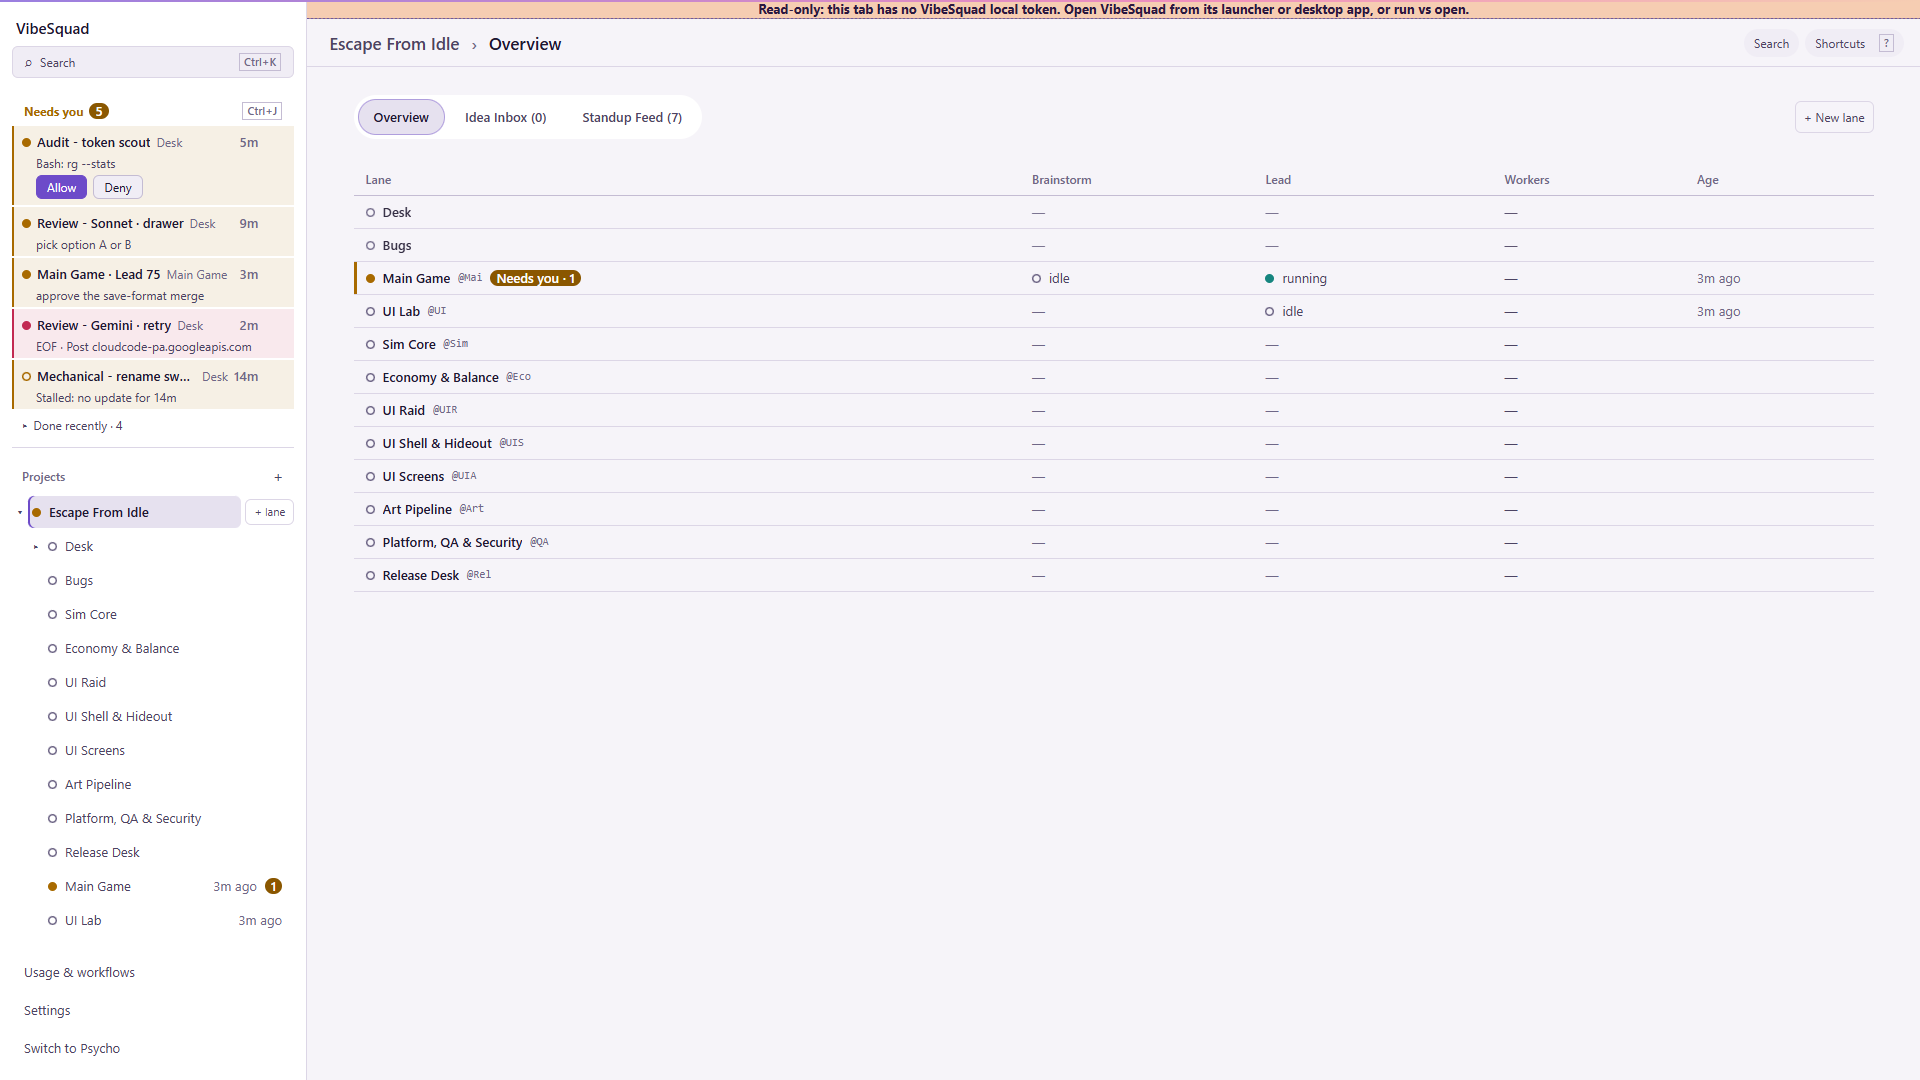 Read-only: this tab has no VibeSquad local token. Open VibeSquad from its launcher or desktop app, or run vs open.
VibeSquad
Search Ctrl+K
Needs you 5 Ctrl+J
Audit - token scout Desk 5m
Bash: rg --stats
Allow Deny
Review - Sonnet · drawer Desk 9m
pick option A or B
Main Game · Lead 75 Main Game 3m
approve the save-format merge
Review - Gemini · retry Desk 2m
EOF · Post cloudcode-pa.googleapis.com
Mechanical - rename sw... Desk 14m
Stalled: no update for 14m
Done recently · 4
Projects +
Escape From Idle + lane
Desk
Bugs
Sim Core
Economy & Balance
UI Raid
UI Shell & Hideout
UI Screens
Art Pipeline
Platform, QA & Security
Release Desk
Main Game 3m ago 1
UI Lab 3m ago
Usage & workflows
Settings
Switch to Psycho
Escape From Idle › Overview
Search Shortcuts ?
Overview Idea Inbox (0) Standup Feed (7) + New lane
Lane Brainstorm Lead Workers Age
Desk — — —
Bugs — — —
Main Game @Mai Needs you · 1 idle running — 3m ago
UI Lab @UI — idle — 3m ago
Sim Core @Sim — — —
Economy & Balance @Eco — — —
UI Raid @UIR — — —
UI Shell & Hideout @UIS — — —
UI Screens @UIA — — —
Art Pipeline @Art — — —
Platform, QA & Security @QA — — —
Release Desk @Rel — — —